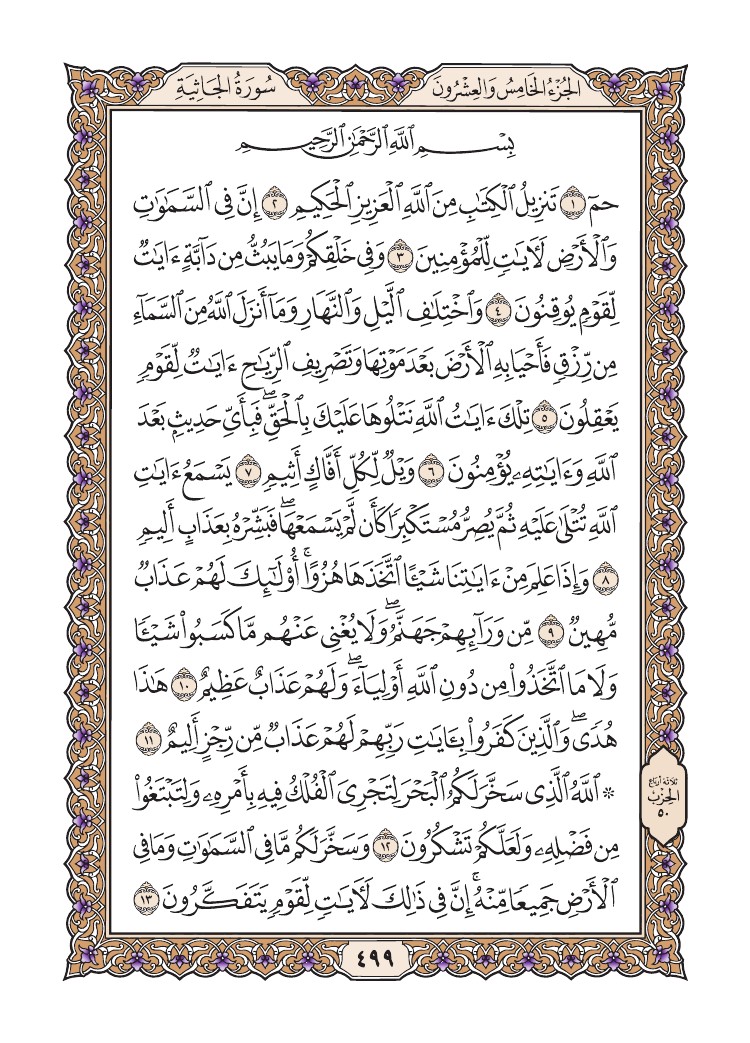 الجُزْءُ الخَامِسُ وَالعِشْرُونَ
سُورَةُ الجَاثِيَةِ
بِسْمِ ٱللَّهِ ٱلرَّحْمَٰنِ ٱلرَّحِيمِ
حمٓ ١ تَنزِيلُ ٱلْكِتَٰبِ مِنَ ٱللَّهِ ٱلْعَزِيزِ ٱلْحَكِيمِ ٢ إِنَّ فِى ٱلسَّمَٰوَٰتِ
وَٱلْأَرْضِ لَءَايَٰتٍ لِّلْمُؤْمِنِينَ ٣ وَفِى خَلْقِكُمْ وَمَا يَبُثُّ مِن دَآبَّةٍ ءَايَٰتٌ
لِّقَوْمٍ يُوقِنُونَ ٤ وَٱخْتِلَٰفِ ٱلَّيْلِ وَٱلنَّهَارِ وَمَآ أَنزَلَ ٱللَّهُ مِنَ ٱلسَّمَآءِ
مِن رِّزْقٍ فَأَحْيَا بِهِ ٱلْأَرْضَ بَعْدَ مَوْتِهَا وَتَصْرِيفِ ٱلرِّيَٰحِ ءَايَٰتٌ لِّقَوْمٍ
يَعْقِلُونَ ٥ تِلْكَ ءَايَٰتُ ٱللَّهِ نَتْلُوهَا عَلَيْكَ بِٱلْحَقِّۖ فَبِأَىِّ حَدِيثٍۭ بَعْدَ
ٱللَّهِ وَءَايَٰتِهِۦ يُؤْمِنُونَ ٦ وَيْلٌ لِّكُلِّ أَفَّاكٍ أَثِيمٍ ٧ يَسْمَعُ ءَايَٰتِ
ٱللَّهِ تُتْلَىٰ عَلَيْهِ ثُمَّ يُصِرُّ مُسْتَكْبِرًا كَأَن لَّمْ يَسْمَعْهَاۖ فَبَشِّرْهُ بِعَذَابٍ أَلِيمٍ
٨ وَإِذَا عَلِمَ مِنْ ءَايَٰتِنَا شَيْـًٔا ٱتَّخَذَهَا هُزُوًاۚ أُو۟لَٰٓئِكَ لَهُمْ عَذَابٌ
مُّهِينٌ ٩ مِّن وَرَآئِهِمْ جَهَنَّمُۖ وَلَا يُغْنِى عَنْهُم مَّا كَسَبُوا۟ شَيْـًٔا
وَلَا مَا ٱتَّخَذُوا۟ مِن دُونِ ٱللَّهِ أَوْلِيَآءَۖ وَلَهُمْ عَذَابٌ عَظِيمٌ ١٠ هَٰذَا
هُدًىۖ وَٱلَّذِينَ كَفَرُوا۟ بِـَٔايَٰتِ رَبِّهِمْ لَهُمْ عَذَابٌ مِّن رِّجْزٍ أَلِيمٌ ١١
۞ ٱللَّهُ ٱلَّذِى سَخَّرَ لَكُمُ ٱلْبَحْرَ لِتَجْرِىَ ٱلْفُلْكُ فِيهِ بِأَمْرِهِۦ وَلِتَبْتَغُوا۟
مِن فَضْلِهِۦ وَلَعَلَّكُمْ تَشْكُرُونَ ١٢ وَسَخَّرَ لَكُم مَّا فِى ٱلسَّمَٰوَٰتِ وَمَا فِى
ٱلْأَرْضِ جَمِيعًا مِّنْهُۚ إِنَّ فِى ذَٰلِكَ لَءَايَٰتٍ لِّقَوْمٍ يَتَفَكَّرُونَ ١٣
ثلاثة أرباع
الحزب
٥٠
٤٩٩